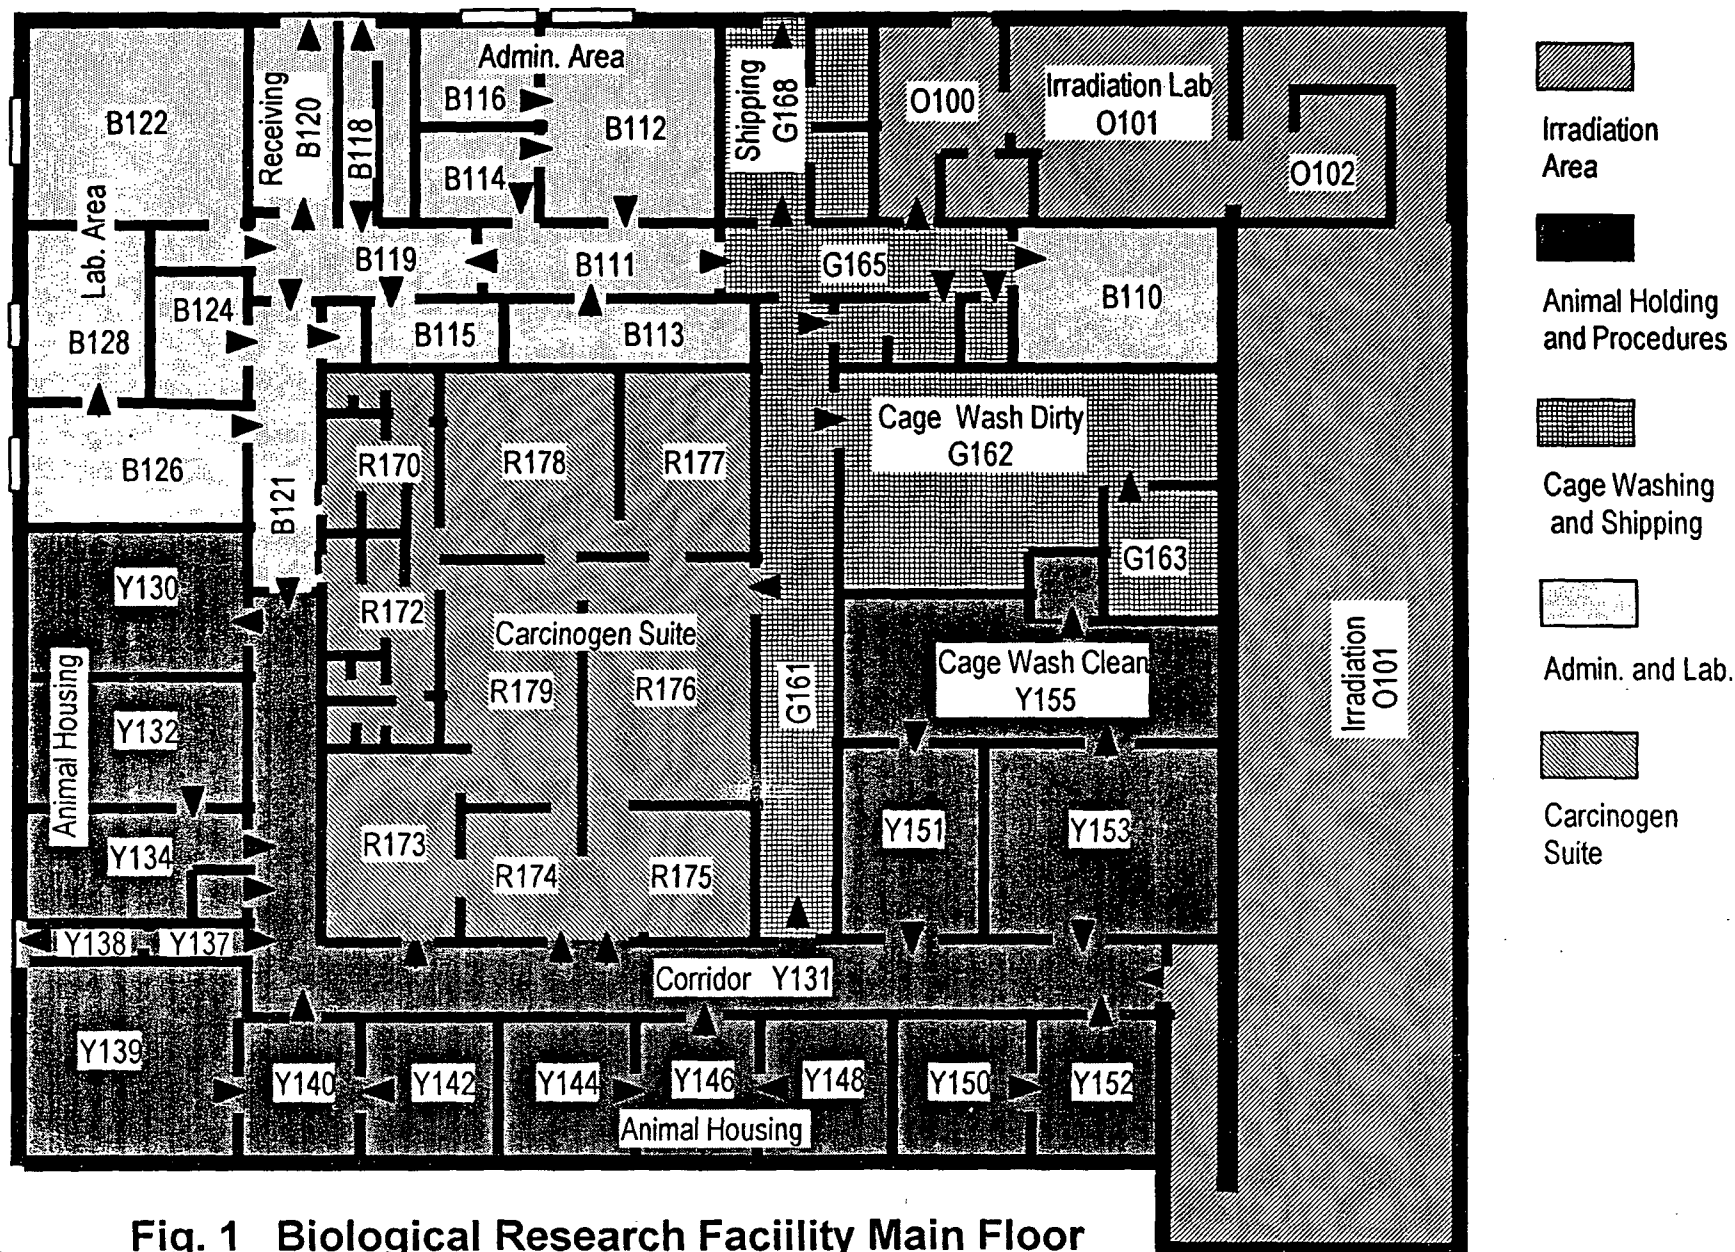 Admin. Area
B116
B112
B114
B122
Receiving
B120
B118
Shipping
G168
O100
Irradiation Lab
O101
O102
Lab. Area
B119
B111
G165
B110
B124
B128
B115
B113
B126
B121
R170
R178
R177
Cage Wash Dirty
G162
G163
Y130
R172
Carcinogen Suite
R179
R176
G161
Cage Wash Clean
Y155
Irradiation
O101
Animal Housing
Y132
Y134
R173
R174
R175
Y151
Y153
Y138
Y137
Corridor Y131
Y139
Y140
Y142
Y144
Y146
Y148
Y150
Y152
Animal Housing
Irradiation
Area
Animal Holding
and Procedures
Cage Washing
and Shipping
Admin. and Lab.
Carcinogen
Suite
Fig. 1 Biological Research Faciility Main Floor